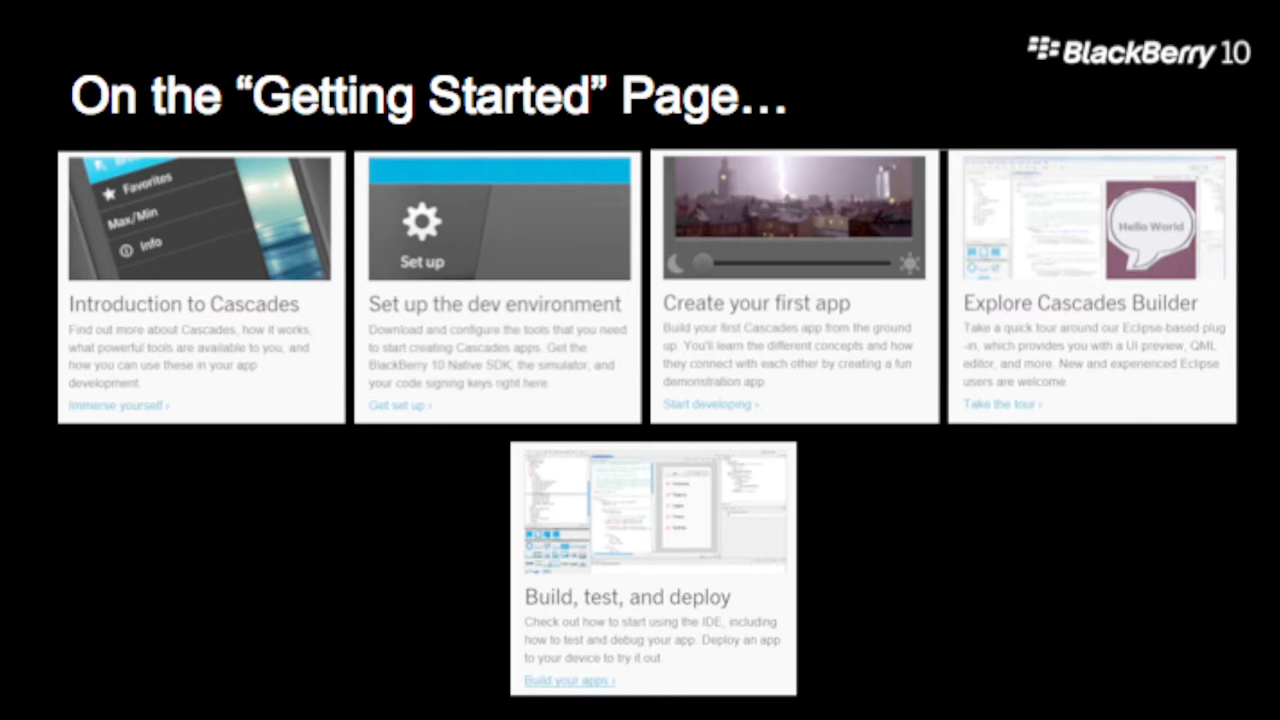 BlackBerry 10
On the “Getting Started” Page…
Favorites
Max/Min
Info
Introduction to Cascades
Find out more about Cascades, how it works,
what powerful tools are available to you, and
how you can use these in your app
development.
Immerse yourself ›
Set up
Set up the dev environment
Download and configure the tools that you need
to start creating Cascades apps. Get the
BlackBerry 10 Native SDK, the simulator, and
your code signing keys right here.
Get set up ›
Create your first app
Build your first Cascades app from the ground
up. You'll learn the different concepts and how
they connect with each other by creating a fun
demonstration app
Start developing ›
Hello World
Explore Cascades Builder
Take a quick tour around our Eclipse-based plug
-in, which provides you with a UI preview, QML
editor, and more. New and experienced Eclipse
users are welcome.
Take the tour ›
Build, test, and deploy
Check out how to start using the IDE, including
how to test and debug your app. Deploy an app
to your device to try it out.
Build your apps ›